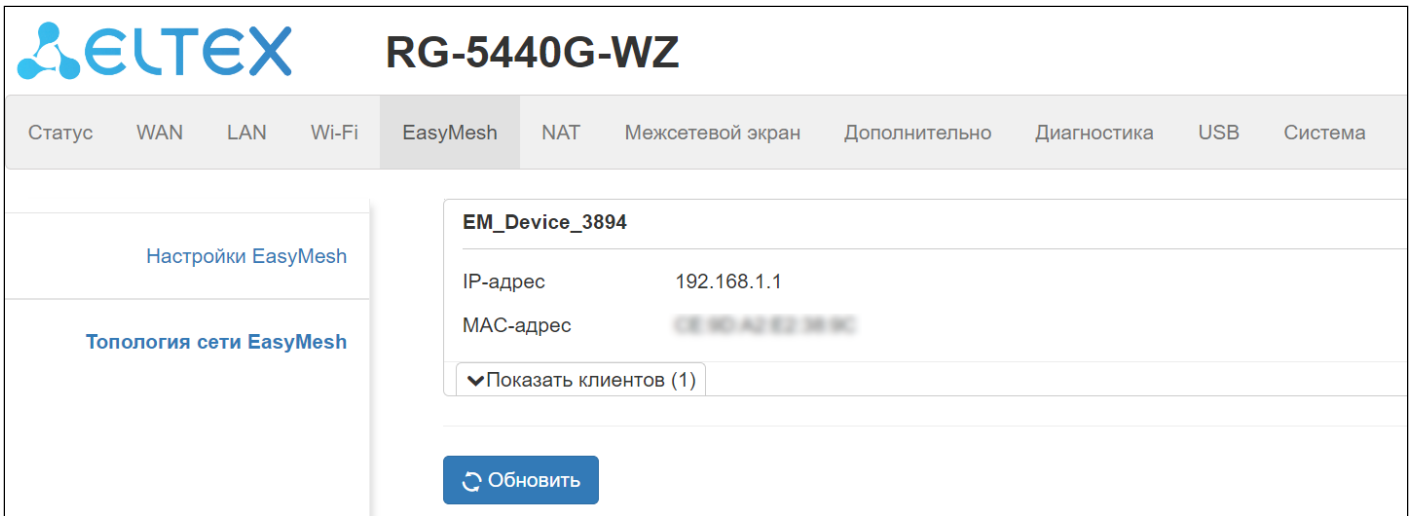 ELTEX RG-5440G-WZ
Статус WAN LAN Wi-Fi EasyMesh NAT Межсетевой экран Дополнительно Диагностика USB Система
Настройки EasyMesh
Топология сети EasyMesh
EM_Device_3894
IP-адрес 192.168.1.1
MAC-адрес
Показать клиентов (1)
Обновить